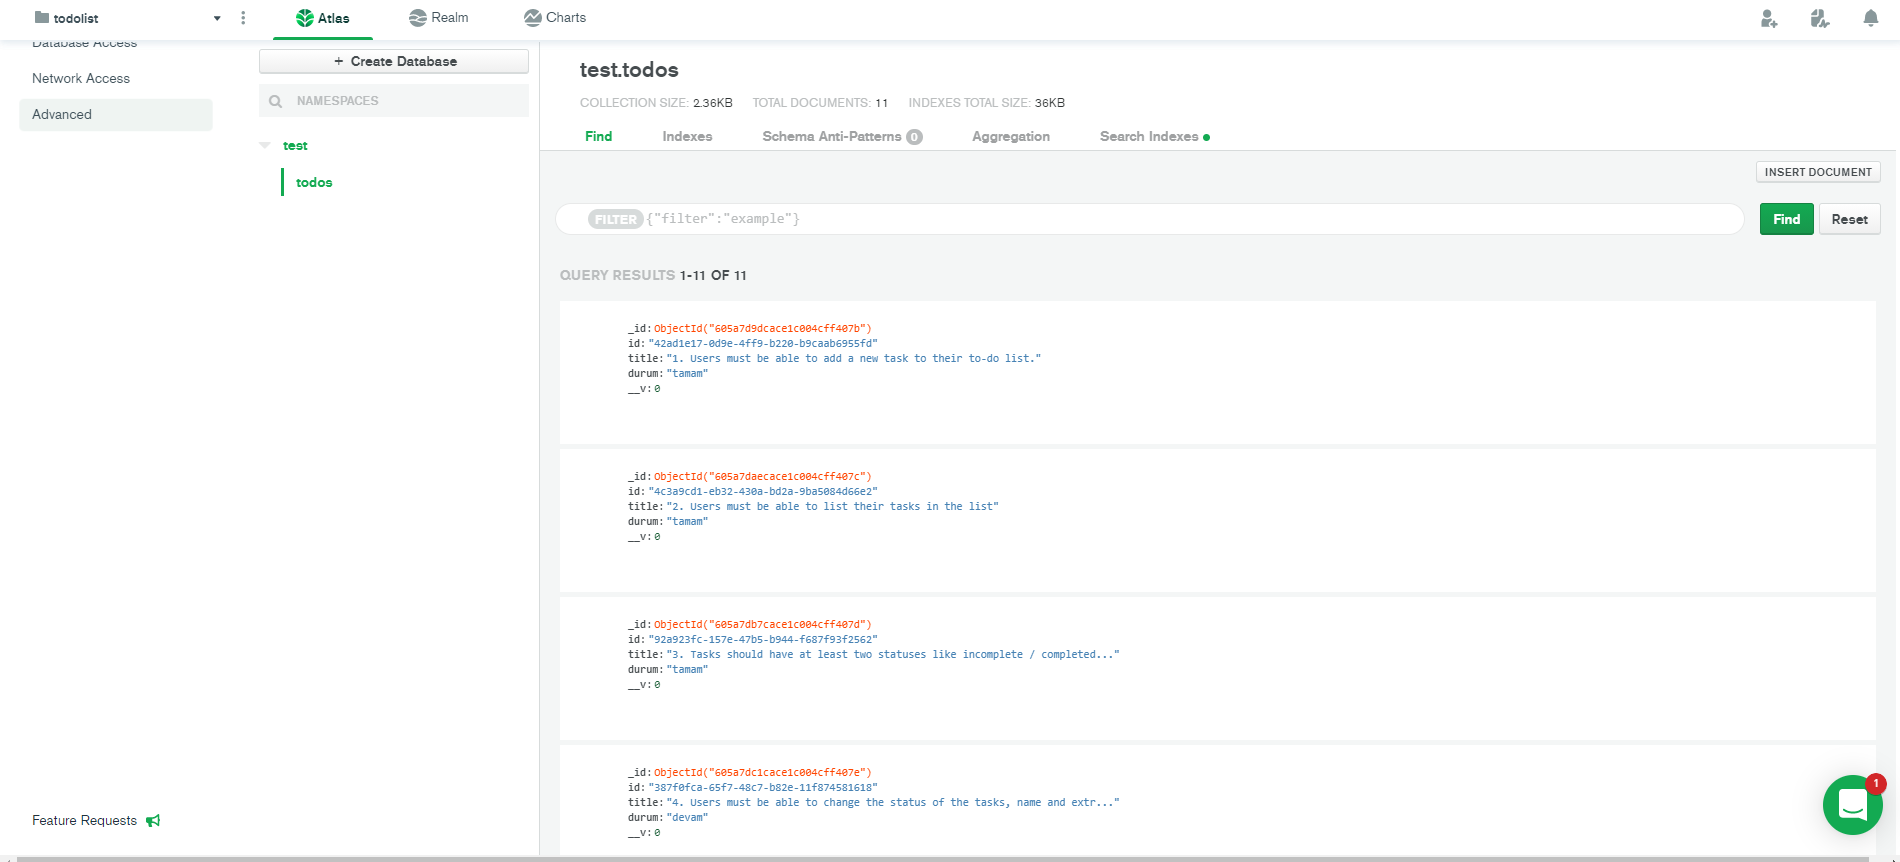 todolist
Atlas
Realm
Charts
Database Access
Network Access
Advanced
Feature Requests
+ Create Database
NAMESPACES
test
todos
test.todos
COLLECTION SIZE: 2.36KB TOTAL DOCUMENTS: 11 INDEXES TOTAL SIZE: 36KB
Find Indexes Schema Anti-Patterns 0 Aggregation Search Indexes
INSERT DOCUMENT
FILTER {"filter":"example"}
Find Reset
QUERY RESULTS 1-11 OF 11
_id:ObjectId("605a7d9dcace1c004cff407b")
id:"42ad1e17-0d9e-4ff9-b220-b9caab6955fd"
title:"1. Users must be able to add a new task to their to-do list."
durum:"tamam"
__v:0
_id:ObjectId("605a7daecace1c004cff407c")
id:"4c3a9cd1-eb32-430a-bd2a-9ba5084d66e2"
title:"2. Users must be able to list their tasks in the list"
durum:"tamam"
__v:0
_id:ObjectId("605a7db7cace1c004cff407d")
id:"92a923fc-157e-47b5-b944-f687f93f2562"
title:"3. Tasks should have at least two statuses like incomplete / completed..."
durum:"tamam"
__v:0
_id:ObjectId("605a7dc1cace1c004cff407e")
id:"387f0fca-65f7-48c7-b82e-11f874581618"
title:"4. Users must be able to change the status of the tasks, name and extr..."
durum:"devam"
__v:0
1